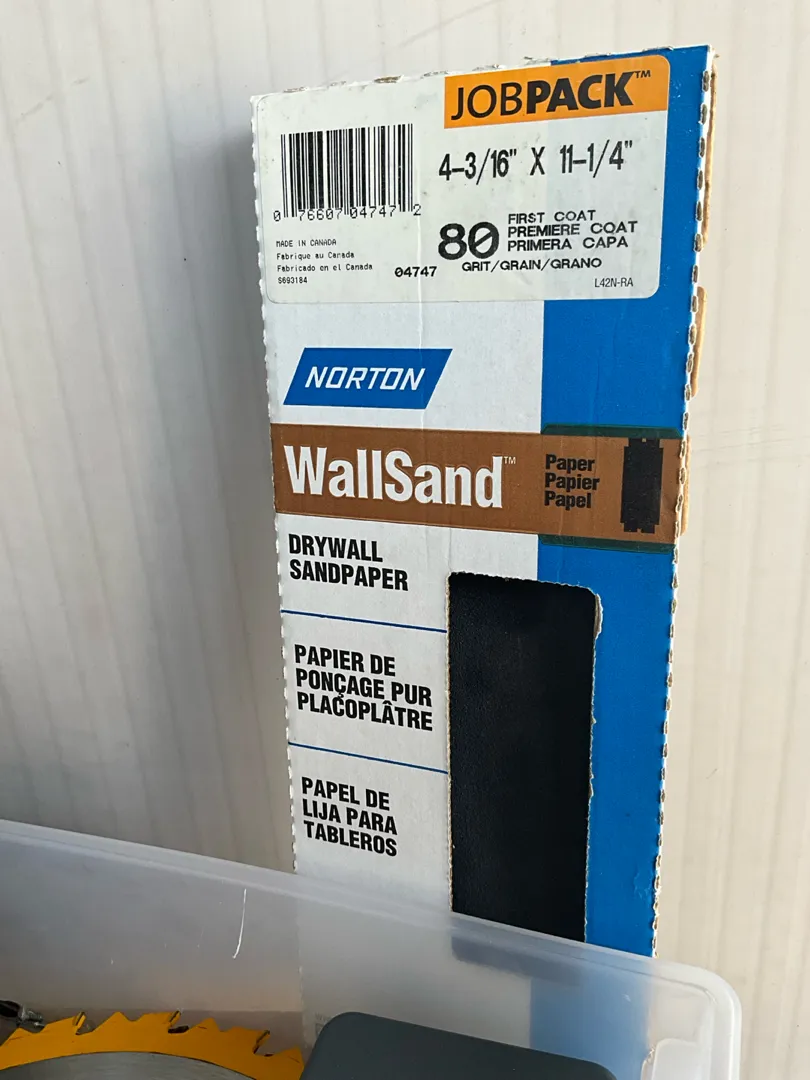 JOBPACK™
4-3/16" X 11-1/4"
0 76607 04747 2
80
FIRST COAT
PREMIERE COAT
PRIMERA CAPA
GRIT/GRAIN/GRANO
MADE IN CANADA
Fabrique au Canada
Fabricado en el Canada
S693184
04747
L42N-RA
NORTON
WallSand™
Paper
Papier
Papel
DRYWALL
SANDPAPER
PAPIER DE
PONÇAGE PUR
PLACOPLÂTRE
PAPEL DE
LIJA PARA
TABLEROS